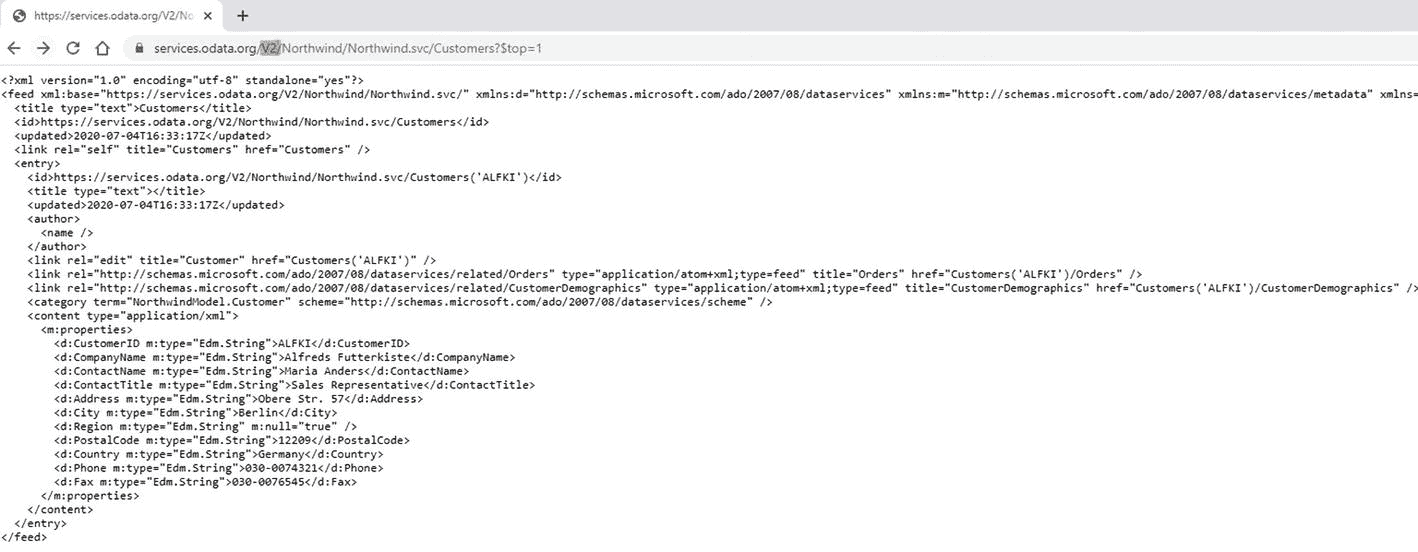 https://services.odata.org/V2/No
services.odata.org/V2/Northwind/Northwind.svc/Customers?$top=1
<?xml version="1.0" encoding="utf-8" standalone="yes"?>
<feed xml:base="https://services.odata.org/V2/Northwind/Northwind.svc/" xmlns:d="http://schemas.microsoft.com/ado/2007/08/dataservices" xmlns:m="http://schemas.microsoft.com/ado/2007/08/dataservices/metadata" xmlns=
<title type="text">Customers</title>
<id>https://services.odata.org/V2/Northwind/Northwind.svc/Customers</id>
<updated>2020-07-04T16:33:17Z</updated>
<link rel="self" title="Customers" href="Customers" />
<entry>
<id>https://services.odata.org/V2/Northwind/Northwind.svc/Customers('ALFKI')</id>
<title type="text"></title>
<updated>2020-07-04T16:33:17Z</updated>
<author>
<name />
</author>
<link rel="edit" title="Customer" href="Customers('ALFKI')" />
<link rel="http://schemas.microsoft.com/ado/2007/08/dataservices/related/Orders" type="application/atom+xml;type=feed" title="Orders" href="Customers('ALFKI')/Orders" />
<link rel="http://schemas.microsoft.com/ado/2007/08/dataservices/related/CustomerDemographics" type="application/atom+xml;type=feed" title="CustomerDemographics" href="Customers('ALFKI')/CustomerDemographics" />
<category term="NorthwindModel.Customer" scheme="http://schemas.microsoft.com/ado/2007/08/dataservices/scheme" />
<content type="application/xml">
<m:properties>
<d:CustomerID m:type="Edm.String">ALFKI</d:CustomerID>
<d:CompanyName m:type="Edm.String">Alfreds Futterkiste</d:CompanyName>
<d:ContactName m:type="Edm.String">Maria Anders</d:ContactName>
<d:ContactTitle m:type="Edm.String">Sales Representative</d:ContactTitle>
<d:Address m:type="Edm.String">Obere Str. 57</d:Address>
<d:City m:type="Edm.String">Berlin</d:City>
<d:Region m:type="Edm.String" m:null="true" />
<d:PostalCode m:type="Edm.String">12209</d:PostalCode>
<d:Country m:type="Edm.String">Germany</d:Country>
<d:Phone m:type="Edm.String">030-0074321</d:Phone>
<d:Fax m:type="Edm.String">030-0076545</d:Fax>
</m:properties>
</content>
</entry>
</feed>